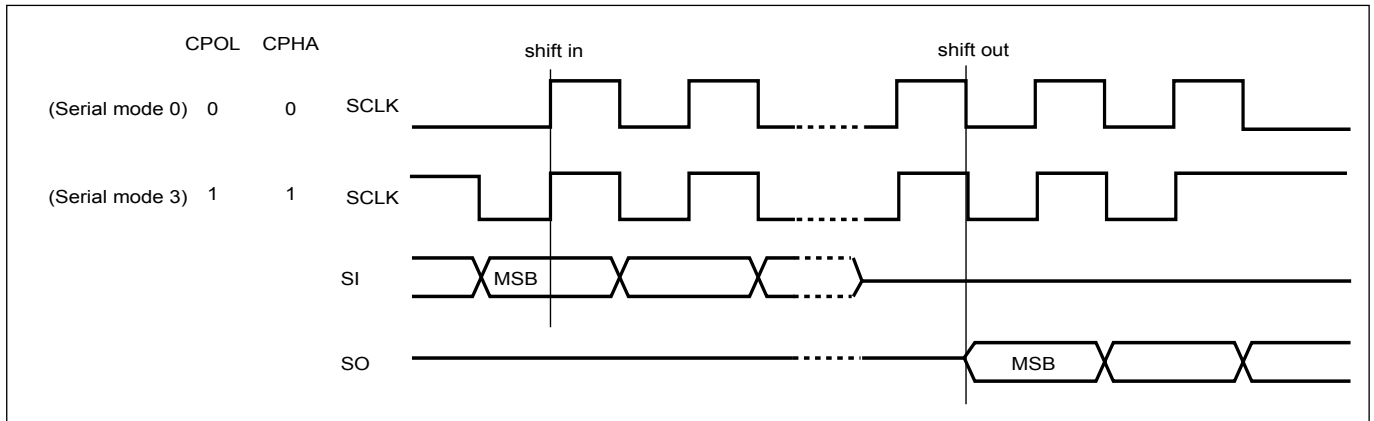 CPOL CPHA shift in shift out
(Serial mode 0) 0 0 SCLK
(Serial mode 3) 1 1 SCLK
SI MSB
SO MSB